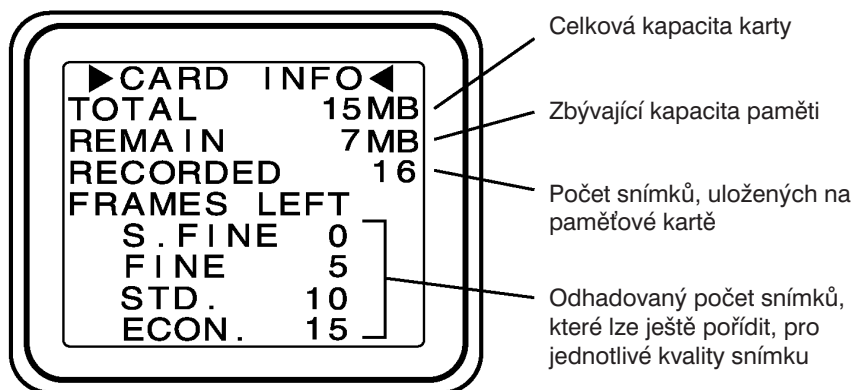 ▶CARD INFO◀
TOTAL 15MB
REMAIN 7MB
RECORDED 16
FRAMES LEFT
S.FINE 0
FINE 5
STD. 10
ECON. 15
Celková kapacita karty
Zbývající kapacita paměti
Počet snímků, uložených na
paměťové kartě
Odhadovaný počet snímků,
které lze ještě pořídit, pro
jednotlivé kvality snímku